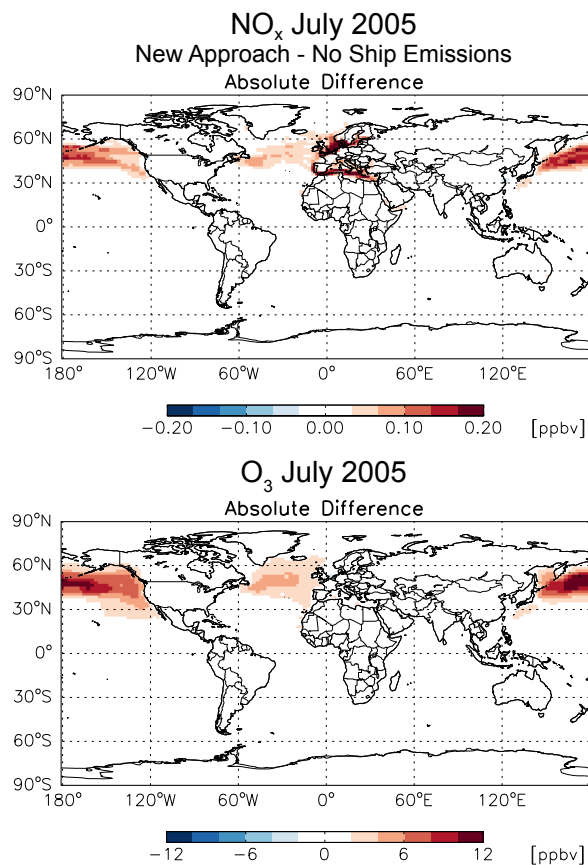 NOₓ July 2005
New Approach - No Ship Emissions
Absolute Difference
90°N
60°N
30°N
0°
30°S
60°S
90°S
180° 120°W 60°W 0° 60°E 120°E
−0.20 −0.10 0.00 0.10 0.20 [ppbv]
O₃ July 2005
Absolute Difference
90°N
60°N
30°N
0°
30°S
60°S
90°S
180° 120°W 60°W 0° 60°E 120°E
−12 −6 0 6 12 [ppbv]